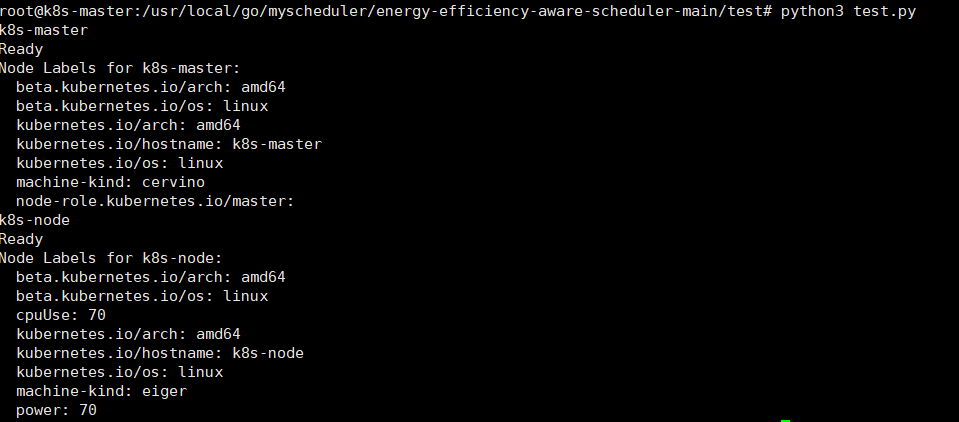 root@k8s-master:/usr/local/go/myscheduler/energy-efficiency-aware-scheduler-main/test# python3 test.py
k8s-master
Ready
Node Labels for k8s-master:
  beta.kubernetes.io/arch: amd64
  beta.kubernetes.io/os: linux
  kubernetes.io/arch: amd64
  kubernetes.io/hostname: k8s-master
  kubernetes.io/os: linux
  machine-kind: cervino
  node-role.kubernetes.io/master:
k8s-node
Ready
Node Labels for k8s-node:
  beta.kubernetes.io/arch: amd64
  beta.kubernetes.io/os: linux
  cpuUse: 70
  kubernetes.io/arch: amd64
  kubernetes.io/hostname: k8s-node
  kubernetes.io/os: linux
  machine-kind: eiger
  power: 70